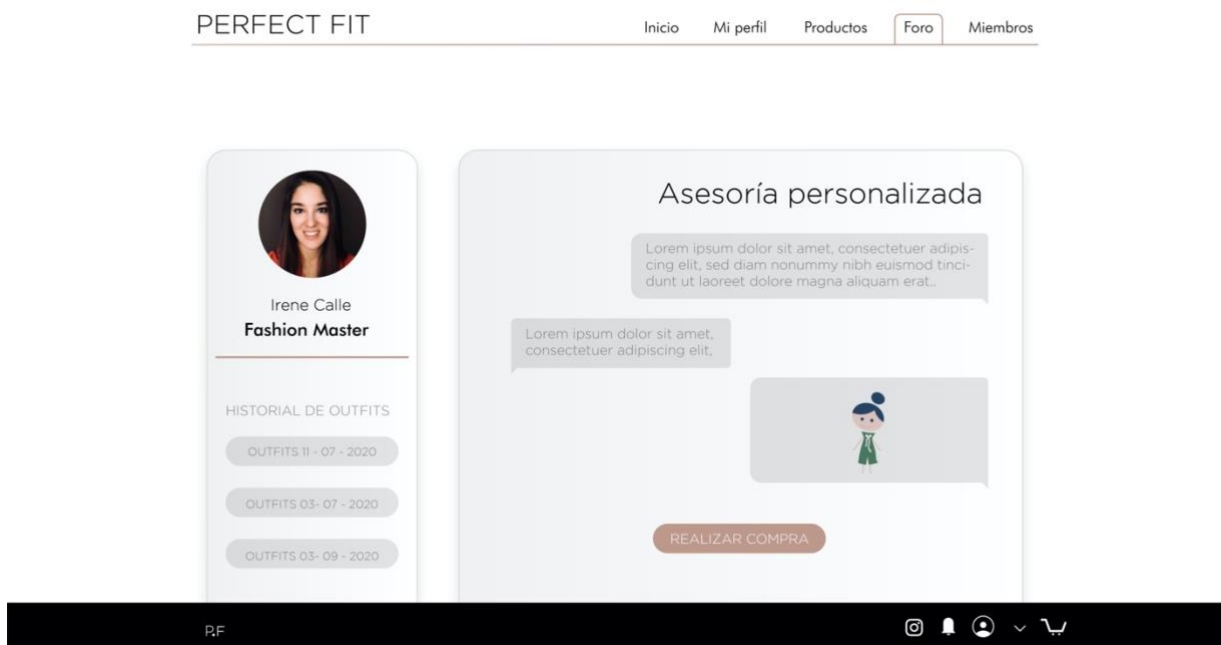 PERFECT FIT
Inicio Mi perfil Productos Foro Miembros
Irene Calle
Fashion Master
HISTORIAL DE OUTFITS
OUTFITS 11 - 07 - 2020
OUTFITS 03- 07 - 2020
OUTFITS 03- 09 - 2020
Asesoría personalizada
Lorem ipsum dolor sit amet, consectetuer adipis-
cing elit, sed diam nonummy nibh euismod tinci-
dunt ut laoreet dolore magna aliquam erat..
Lorem ipsum dolor sit amet,
consectetuer adipiscing elit,
REALIZAR COMPRA
P.F